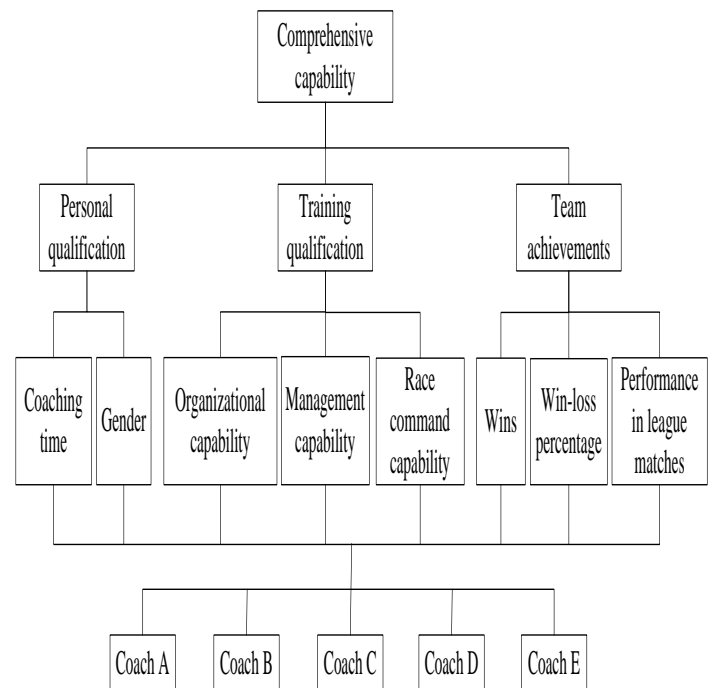 Comprehensive
capability
Personal
qualification
Training
qualification
Team
achievements
Coaching
time
Gender
Organizational
capability
Management
capability
Race
command
capability
Wins
Win-loss
percentage
Performance
in league
matches
Coach A
Coach B
Coach C
Coach D
Coach E